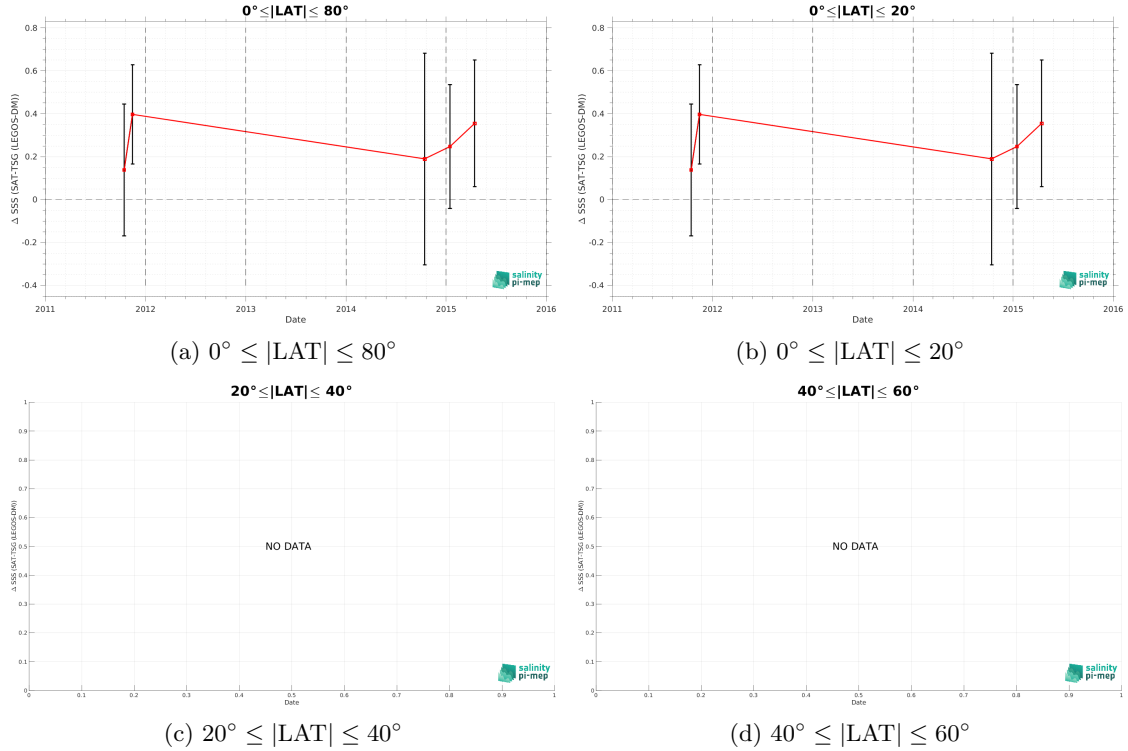 0°≤|LAT|≤ 80°
0.8
0.6
0.4
0.2
0
-0.2
-0.4
Δ SSS (SAT-TSG (LEGOS-DM))
2011 2012 2013 2014 2015 2016
Date
salinity
pi-mep
(a) 0° ≤ |LAT| ≤ 80°
0°≤|LAT|≤ 20°
0.8
0.6
0.4
0.2
0
-0.2
-0.4
Δ SSS (SAT-TSG (LEGOS-DM))
2011 2012 2013 2014 2015 2016
Date
salinity
pi-mep
(b) 0° ≤ |LAT| ≤ 20°
20°≤|LAT|≤ 40°
1
0.9
0.8
0.7
0.6
0.5
0.4
0.3
0.2
0.1
0
Δ SSS (SAT-TSG (LEGOS-DM))
NO DATA
0 0.1 0.2 0.3 0.4 0.5 0.6 0.7 0.8 0.9 1
Date
salinity
pi-mep
(c) 20° ≤ |LAT| ≤ 40°
40°≤|LAT|≤ 60°
1
0.9
0.8
0.7
0.6
0.5
0.4
0.3
0.2
0.1
0
Δ SSS (SAT-TSG (LEGOS-DM))
NO DATA
0 0.1 0.2 0.3 0.4 0.5 0.6 0.7 0.8 0.9 1
Date
salinity
pi-mep
(d) 40° ≤ |LAT| ≤ 60°